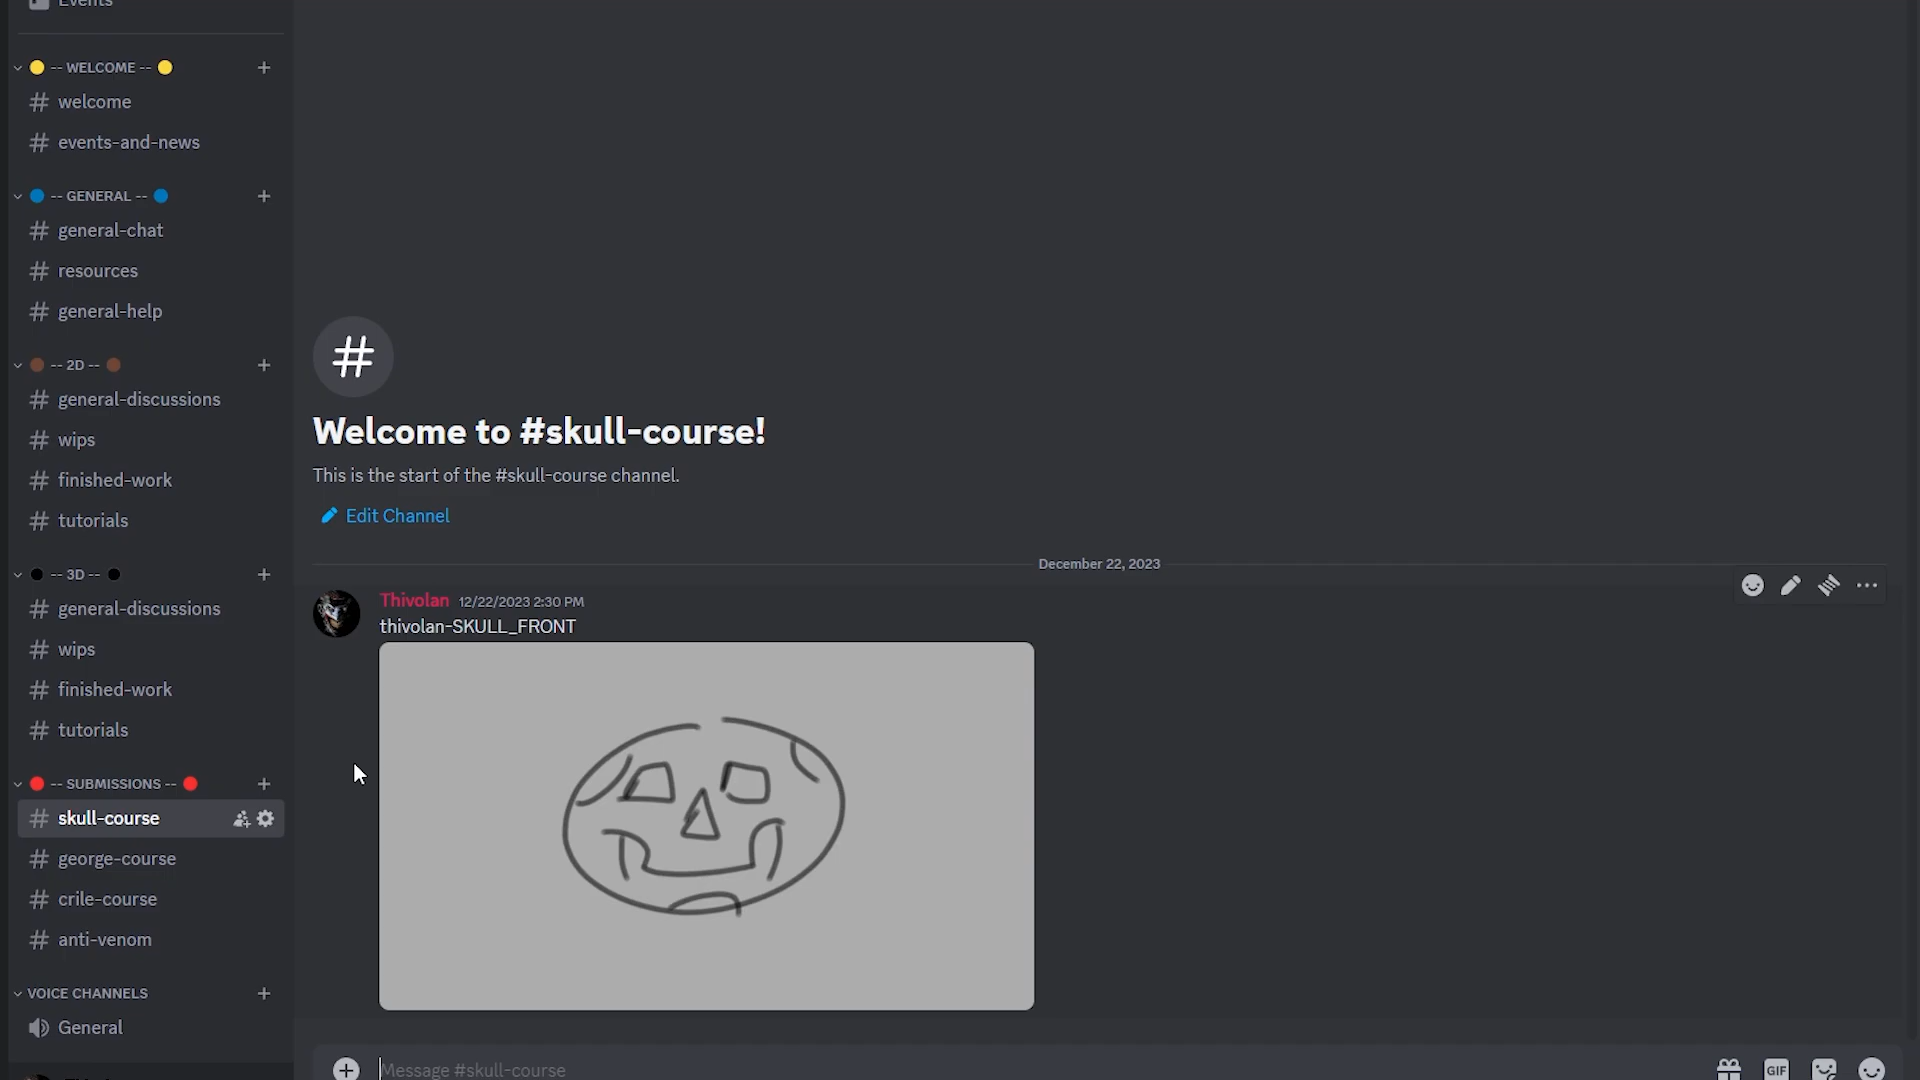 Events
-- WELCOME --
# welcome
# events-and-news
-- GENERAL --
# general-chat
# resources
# general-help
-- 2D --
# general-discussions
# wips
# finished-work
# tutorials
-- 3D --
# general-discussions
# wips
# finished-work
# tutorials
-- SUBMISSIONS --
# skull-course
# george-course
# crile-course
# anti-venom
VOICE CHANNELS
General
#
Welcome to #skull-course!
This is the start of the #skull-course channel.
Edit Channel
December 22, 2023
Thivolan 12/22/2023 2:30 PM
thivolan-SKULL_FRONT
Message #skull-course
GIF